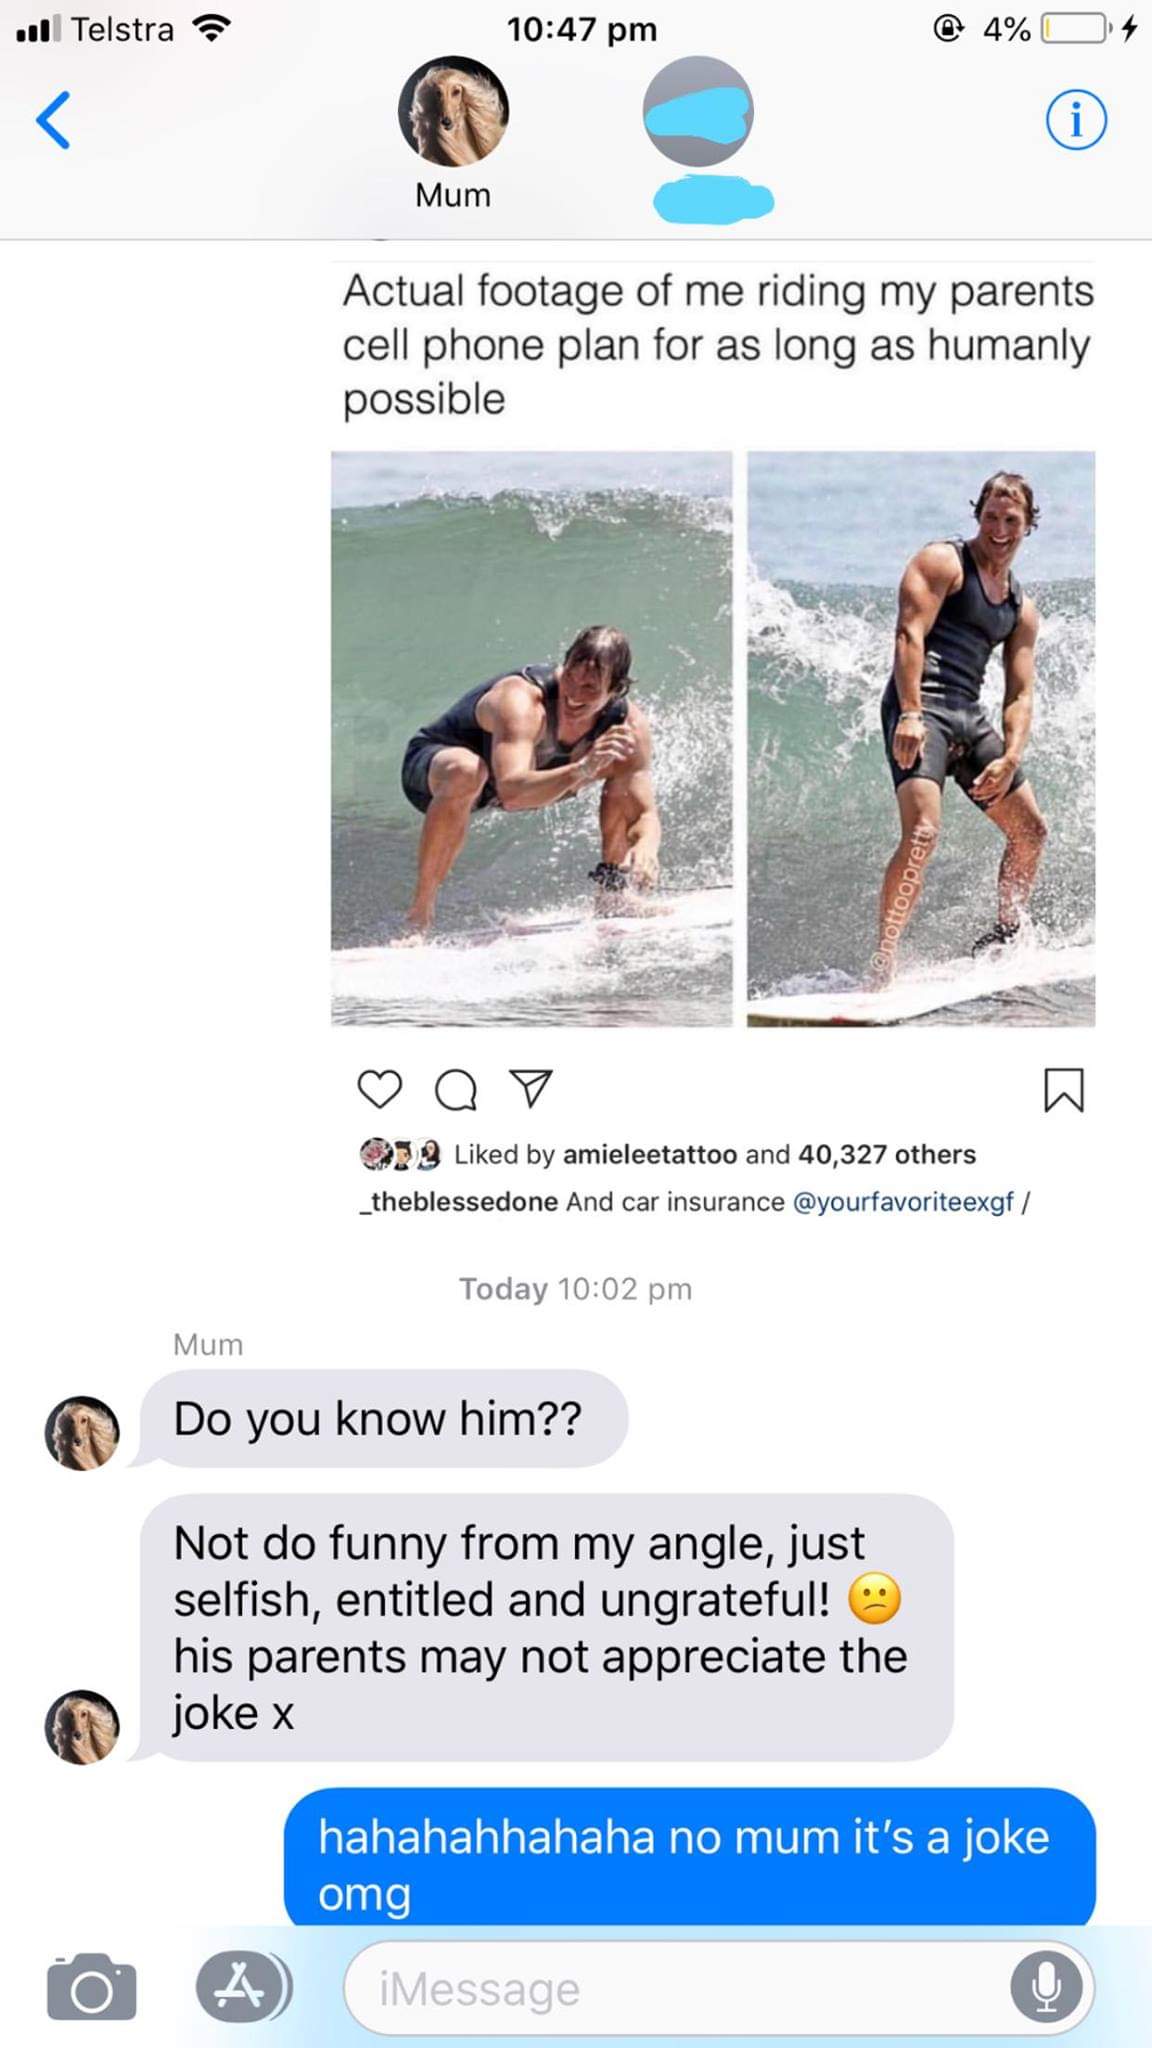 Telstra 10:47 pm 4%
Mum
Actual footage of me riding my parents
cell phone plan for as long as humanly
possible
@nottoopretty
Liked by amieleetattoo and 40,327 others
_theblessedone And car insurance @yourfavoriteexgf /
Today 10:02 pm
Mum
Do you know him??
Not do funny from my angle, just
selfish, entitled and ungrateful! 😕
his parents may not appreciate the
joke x
hahahahhahaha no mum it's a joke
omg
iMessage